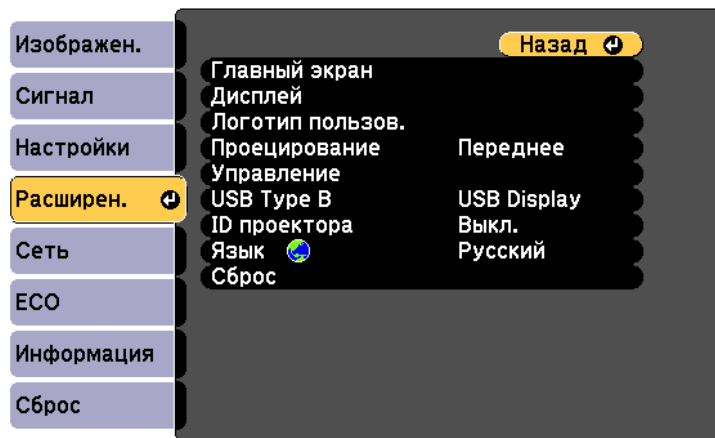 Изображен.
Сигнал
Настройки
Расширен.
Сеть
ECO
Информация
Сброс
Назад
Главный экран
Дисплей
Логотип пользов.
Проецирование Переднее
Управление
USB Type B USB Display
ID проектора Выкл.
Язык Русский
Сброс